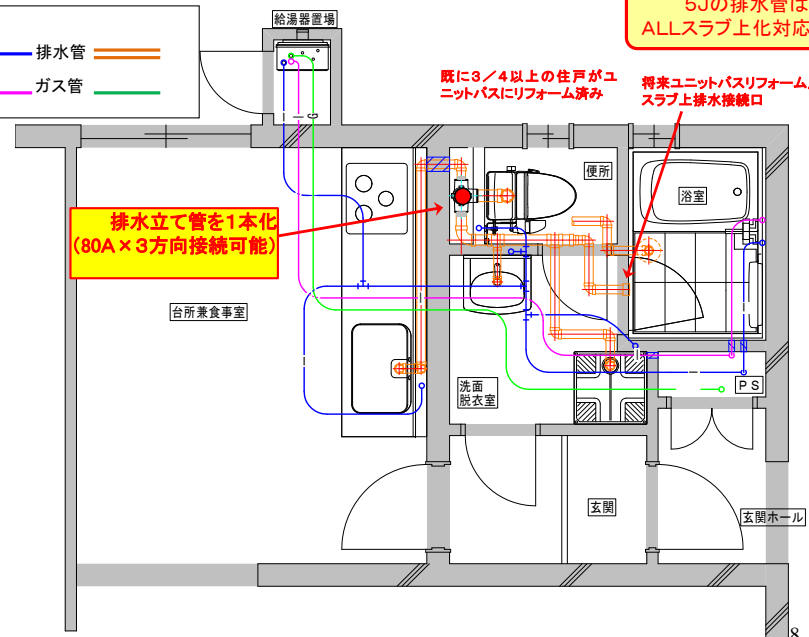 5Jの排水管は
ALLスラブ上化対応
給湯器置場
排水管
ガス管
既に3／4以上の住戸がユ
ニットバスにリフォーム済み
将来ユニットバスリフォーム
スラブ上排水接続口
便所
浴室
排水立て管を1本化
(80A×3方向接続可能)
台所兼食事室
洗面
脱衣室
PS
玄関
玄関ホール
G
8